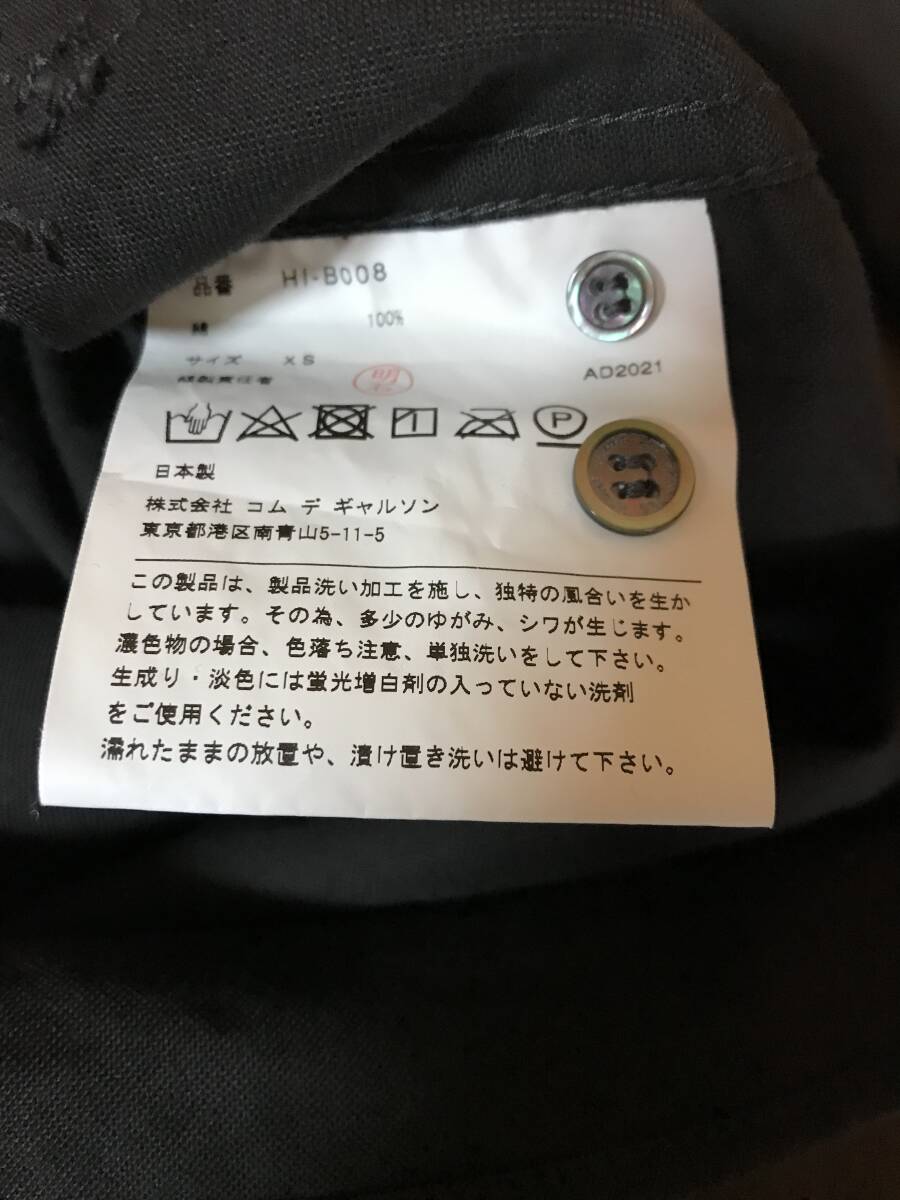 品番 HI-B008
綿 100%
サイズ XS
AD2021
縫製責任者 明
1 P
日本製
株式会社 コム デ ギャルソン
東京都港区南青山5-11-5
この製品は、製品洗い加工を施し、独特の風合いを生か
しています。その為、多少のゆがみ、シワが生じます。
濃色物の場合、色落ち注意、単独洗いをして下さい。
生成り・淡色には蛍光増白剤の入っていない洗剤
をご使用ください。
濡れたままの放置や、漬け置き洗いは避けて下さい。